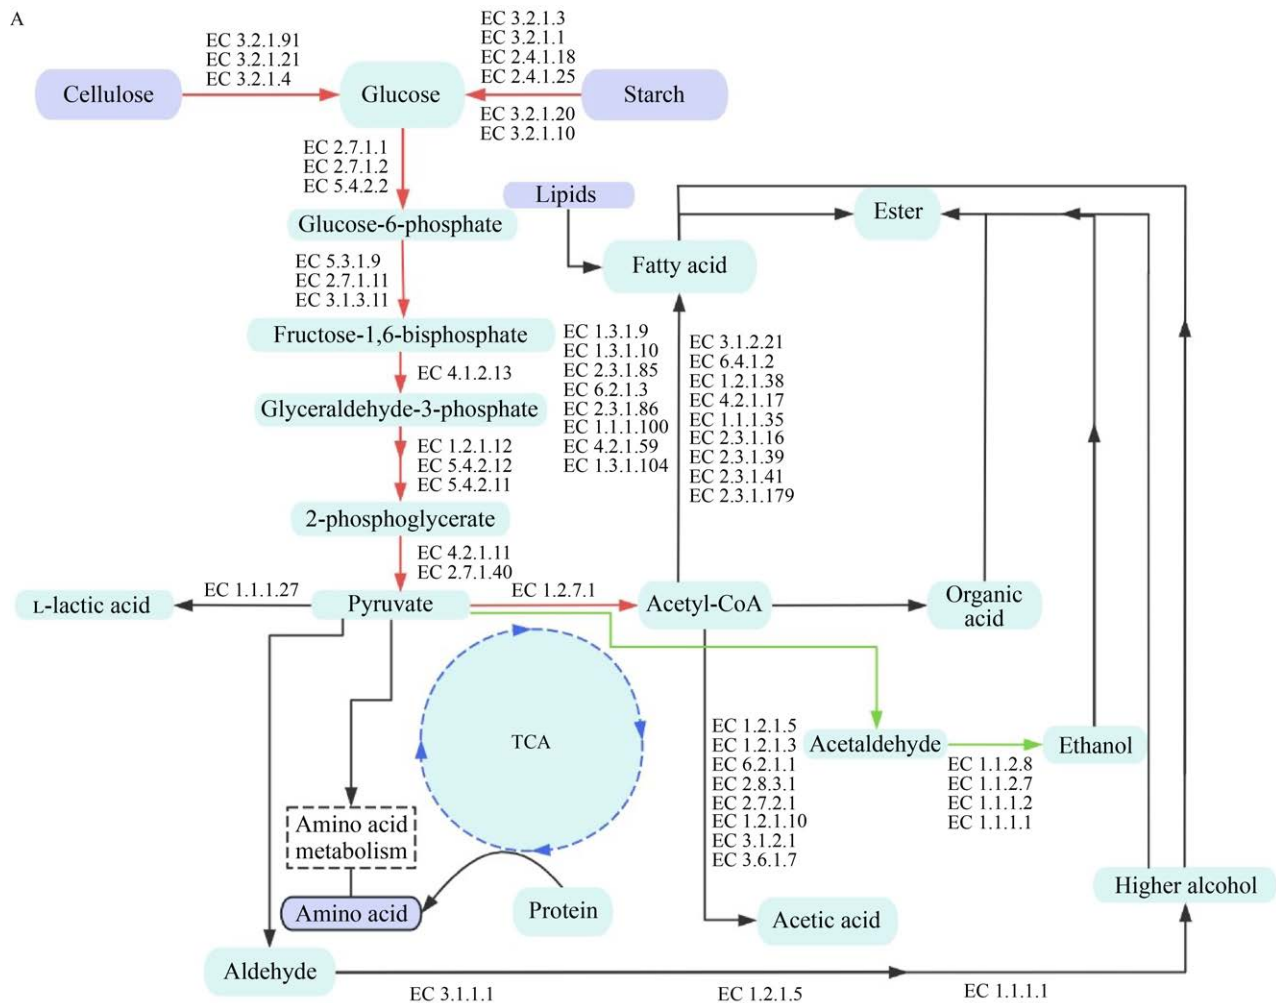 A
EC 3.2.1.91
EC 3.2.1.21
EC 3.2.1.4
Cellulose
Glucose
EC 3.2.1.3
EC 3.2.1.1
EC 2.4.1.18
EC 2.4.1.25
Starch
EC 3.2.1.20
EC 3.2.1.10
EC 2.7.1.1
EC 2.7.1.2
EC 5.4.2.2
Lipids
Ester
Glucose-6-phosphate
Fatty acid
EC 5.3.1.9
EC 2.7.1.11
EC 3.1.3.11
Fructose-1,6-bisphosphate
EC 4.1.2.13
Glyceraldehyde-3-phosphate
EC 1.3.1.9
EC 1.3.1.10
EC 2.3.1.85
EC 6.2.1.3
EC 2.3.1.86
EC 1.1.1.100
EC 4.2.1.59
EC 1.3.1.104
EC 3.1.2.21
EC 6.4.1.2
EC 1.2.1.38
EC 4.2.1.17
EC 1.1.1.35
EC 2.3.1.16
EC 2.3.1.39
EC 2.3.1.41
EC 2.3.1.179
EC 1.2.1.12
EC 5.4.2.12
EC 5.4.2.11
2-phosphoglycerate
EC 4.2.1.11
EC 2.7.1.40
L-lactic acid
EC 1.1.1.27
Pyruvate
EC 1.2.7.1
Acetyl-CoA
Organic
acid
TCA
EC 1.2.1.5
EC 1.2.1.3
EC 6.2.1.1
EC 2.8.3.1
EC 2.7.2.1
EC 1.2.1.10
EC 3.1.2.1
EC 3.6.1.7
Acetaldehyde
Ethanol
EC 1.1.2.8
EC 1.1.2.7
EC 1.1.1.2
EC 1.1.1.1
Amino acid
metabolism
Amino acid
Protein
Acetic acid
Higher alcohol
Aldehyde
EC 3.1.1.1
EC 1.2.1.5
EC 1.1.1.1